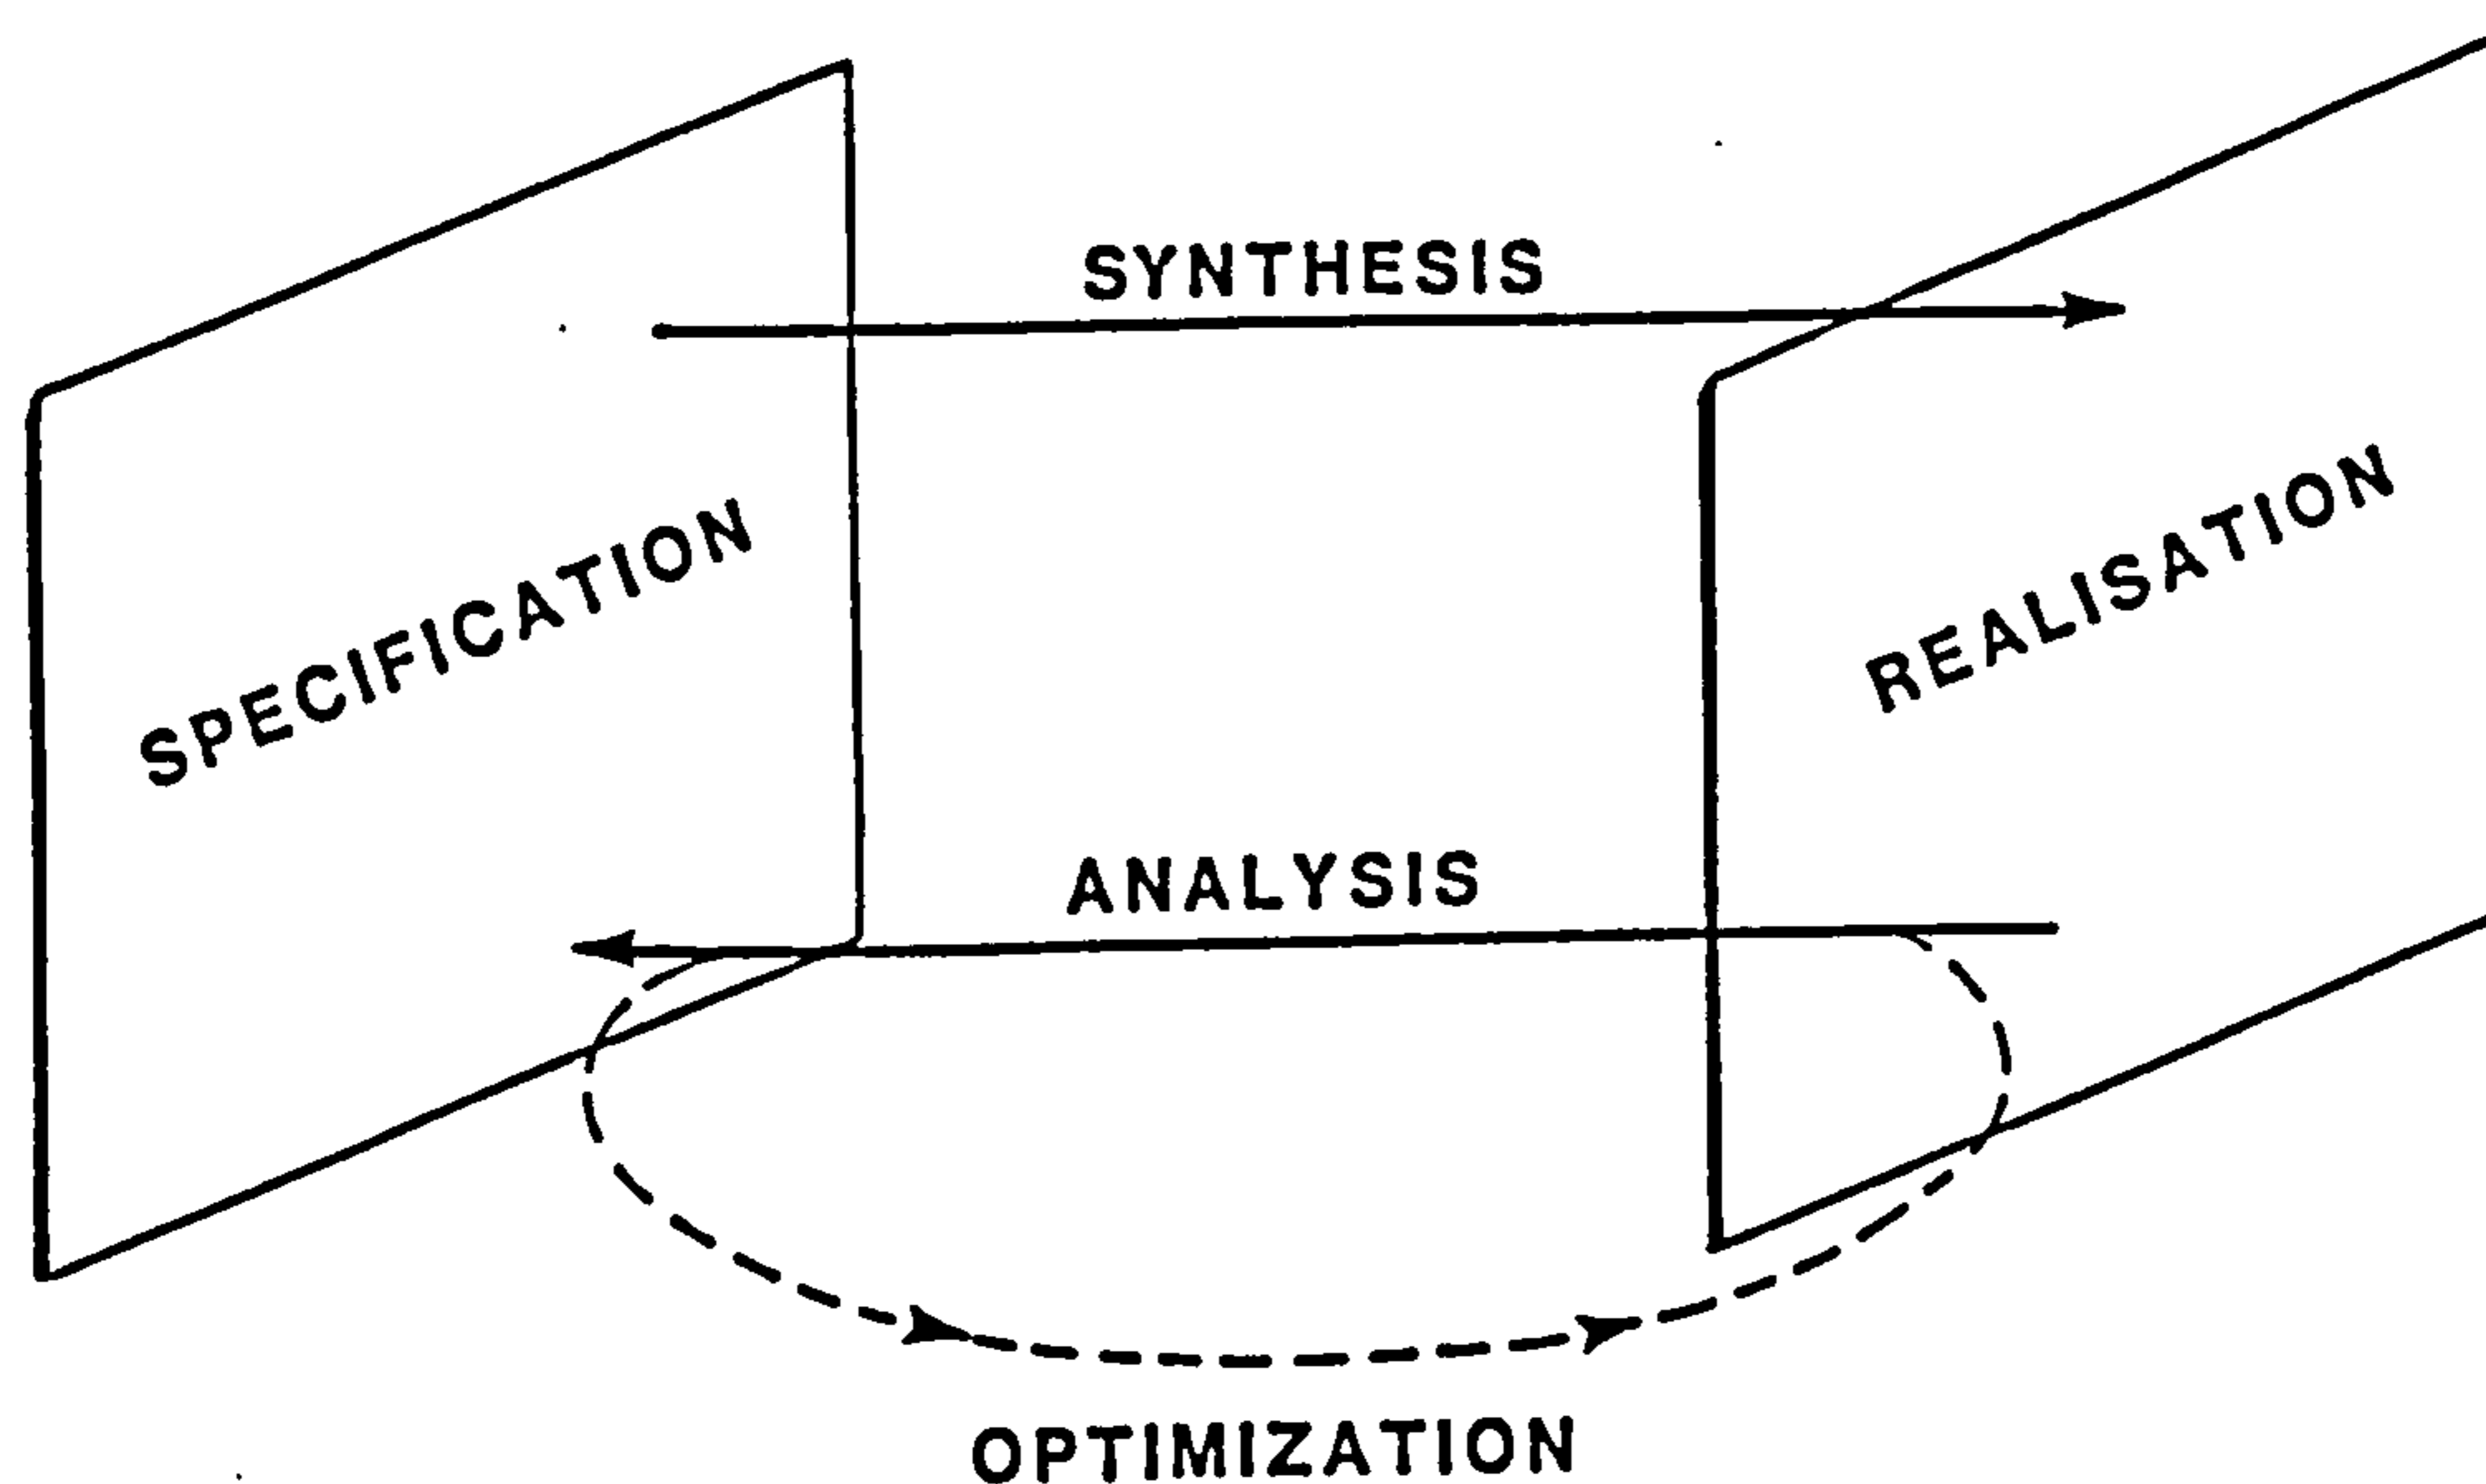 SYNTHESIS
SPECIFICATION
REALISATION
ANALYSIS
OPTIMIZATION